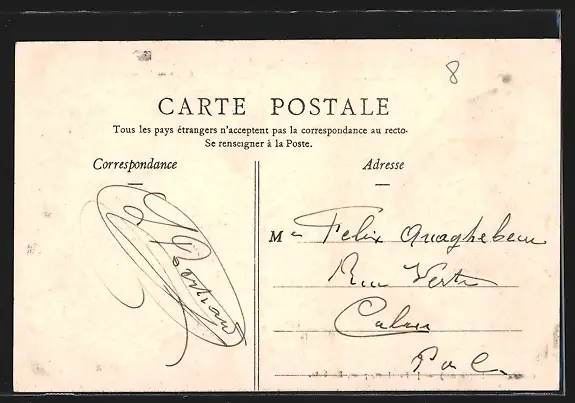 8
CARTE POSTALE
Tous les pays étrangers n'acceptent pas la correspondance au recto-
Se renseigner à la Poste.
Correspondance
Adresse
M Felix Quaghebeur
Rue Verte
Calais
P de C.